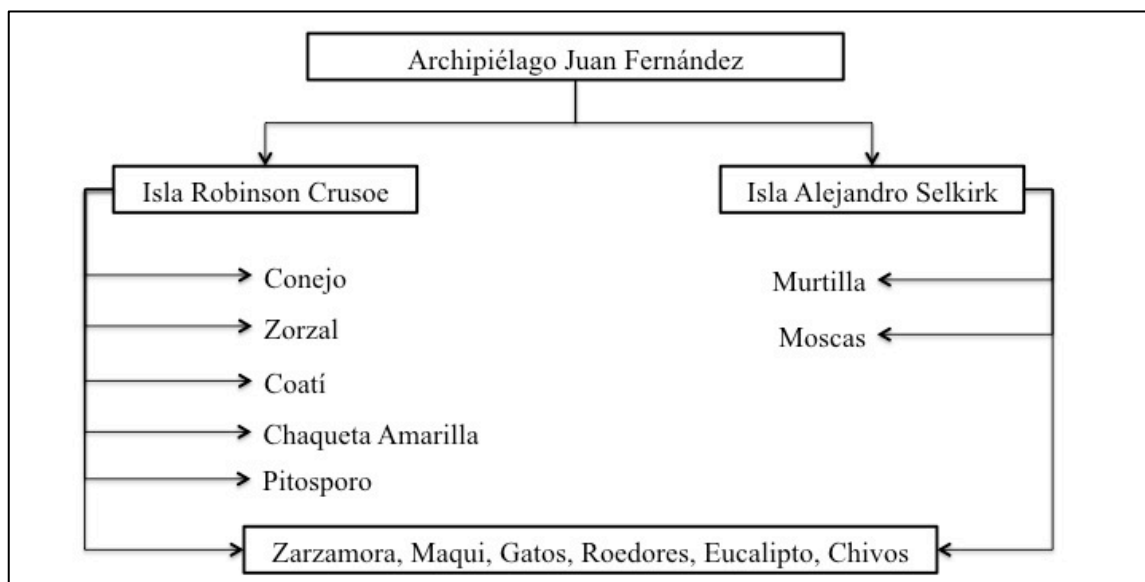 Archipiélago Juan Fernández
Isla Robinson Crusoe
Isla Alejandro Selkirk
Conejo
Zorzal
Coatí
Chaqueta Amarilla
Pitosporo
Murtilla
Moscas
Zarzamora, Maqui, Gatos, Roedores, Eucalipto, Chivos